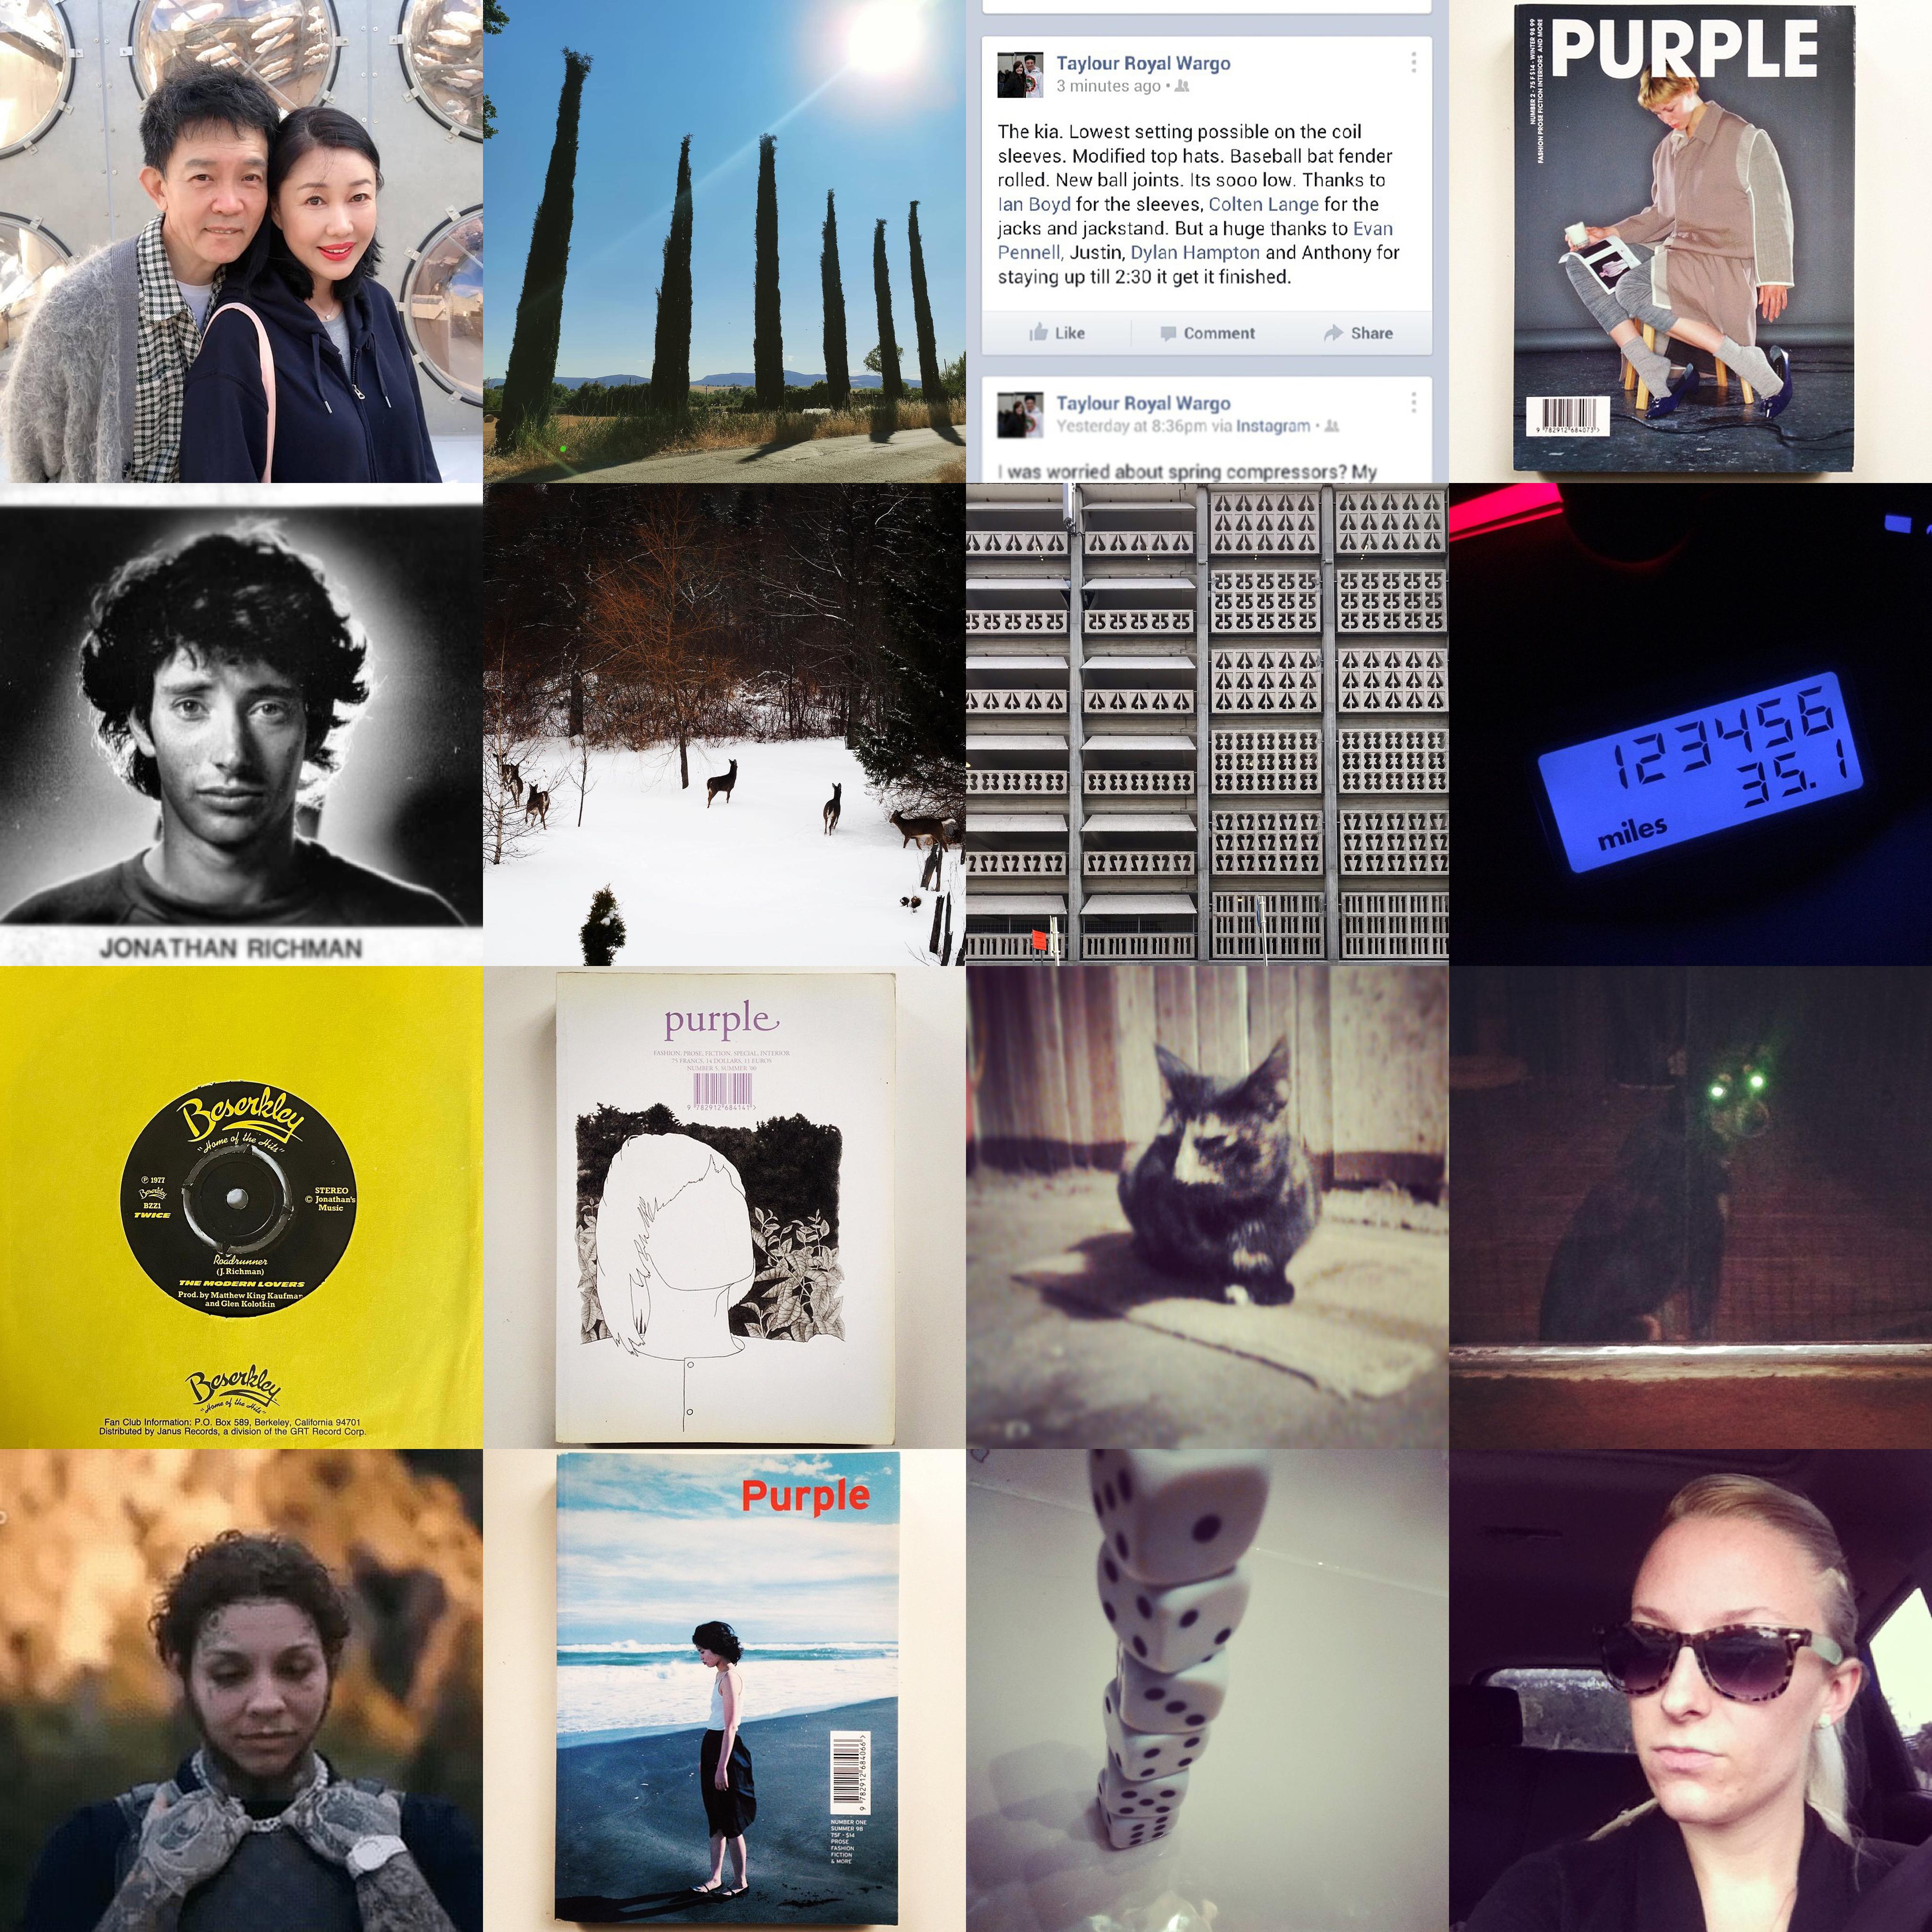 Taylour Royal Wargo
3 minutes ago •
The kia. Lowest setting possible on the coil
sleeves. Modified top hats. Baseball bat fender
rolled. New ball joints. Its sooo low. Thanks to
Ian Boyd for the sleeves, Colten Lange for the
jacks and jackstand. But a huge thanks to Evan
Pennell, Justin, Dylan Hampton and Anthony for
staying up till 2:30 it get it finished.
Like Comment Share
Taylour Royal Wargo
Yesterday at 8:36pm via Instagram •
I was worried about spring compressors? My
PURPLE
NUMBER 2 - 75 F $14 - WINTER 98 99
FASHION PROSE FICTION INTERIORS AND MORE
9 782912 684073
JONATHAN RICHMAN
123456
35.1
miles
Beserkley
"Home of the Hits"
℗ 1977
Beserkley
BZZ1
TWICE
STEREO
© Jonathan's
Music
Roadrunner
(J. Richman)
THE MODERN LOVERS
Prod. by Matthew King Kaufman
and Glen Kolotkin
Beserkley
"Home of the Hits"
Fan Club Information: P.O. Box 589, Berkeley, California 94701
Distributed by Janus Records, a division of the GRT Record Corp.
purple
FASHION, PROSE, FICTION, SPECIAL, INTERIOR
75 FRANCS, 14 DOLLARS, 11 EUROS
NUMBER 5, SUMMER '00
9 782912 684141
Purple
9 782912 684066
NUMBER ONE
SUMMER 98
75F - $14
PROSE
FASHION
FICTION
& MORE